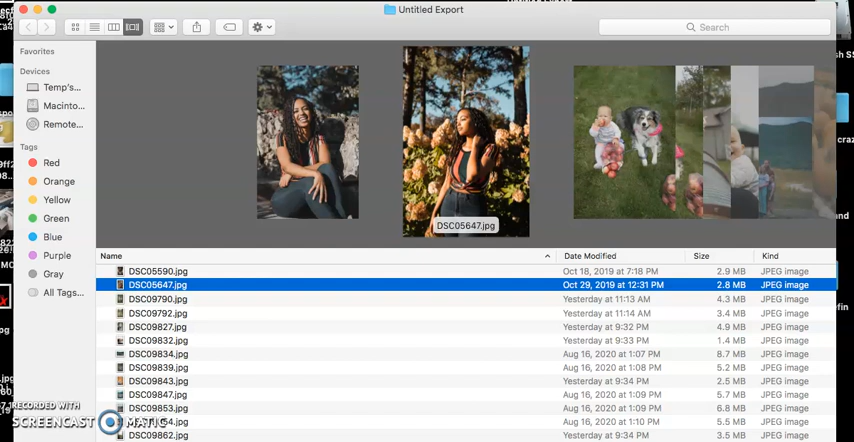 Untitled Export
Search
Favorites
Devices
Temp's...
Macinto...
Remote...
Tags
Red
Orange
Yellow
Green
Blue
Purple
Gray
All Tags...
DSC05647.jpg
Name Date Modified Size Kind
DSC05590.jpg Oct 18, 2019 at 7:18 PM 2.9 MB JPEG image
DSC05647.jpg Oct 29, 2019 at 12:31 PM 2.8 MB JPEG image
DSC09790.jpg Yesterday at 11:13 AM 4.3 MB JPEG image
DSC09792.jpg Yesterday at 11:14 AM 3.4 MB JPEG image
DSC09827.jpg Yesterday at 9:32 PM 4.9 MB JPEG image
DSC09832.jpg Yesterday at 9:33 PM 1.4 MB JPEG image
DSC09834.jpg Aug 16, 2020 at 1:07 PM 8.7 MB JPEG image
DSC09839.jpg Aug 16, 2020 at 1:08 PM 5.2 MB JPEG image
DSC09843.jpg Yesterday at 9:34 PM 2.5 MB JPEG image
DSC09847.jpg Aug 16, 2020 at 1:09 PM 5.7 MB JPEG image
DSC09853.jpg Aug 16, 2020 at 1:09 PM 6.8 MB JPEG image
Aug 16, 2020 at 1:10 PM 5.5 MB JPEG image
DSC09862.jpg Yesterday at 9:34 PM 3.5 MB JPEG image
RECORDED WITH
SCREENCAST MATIC